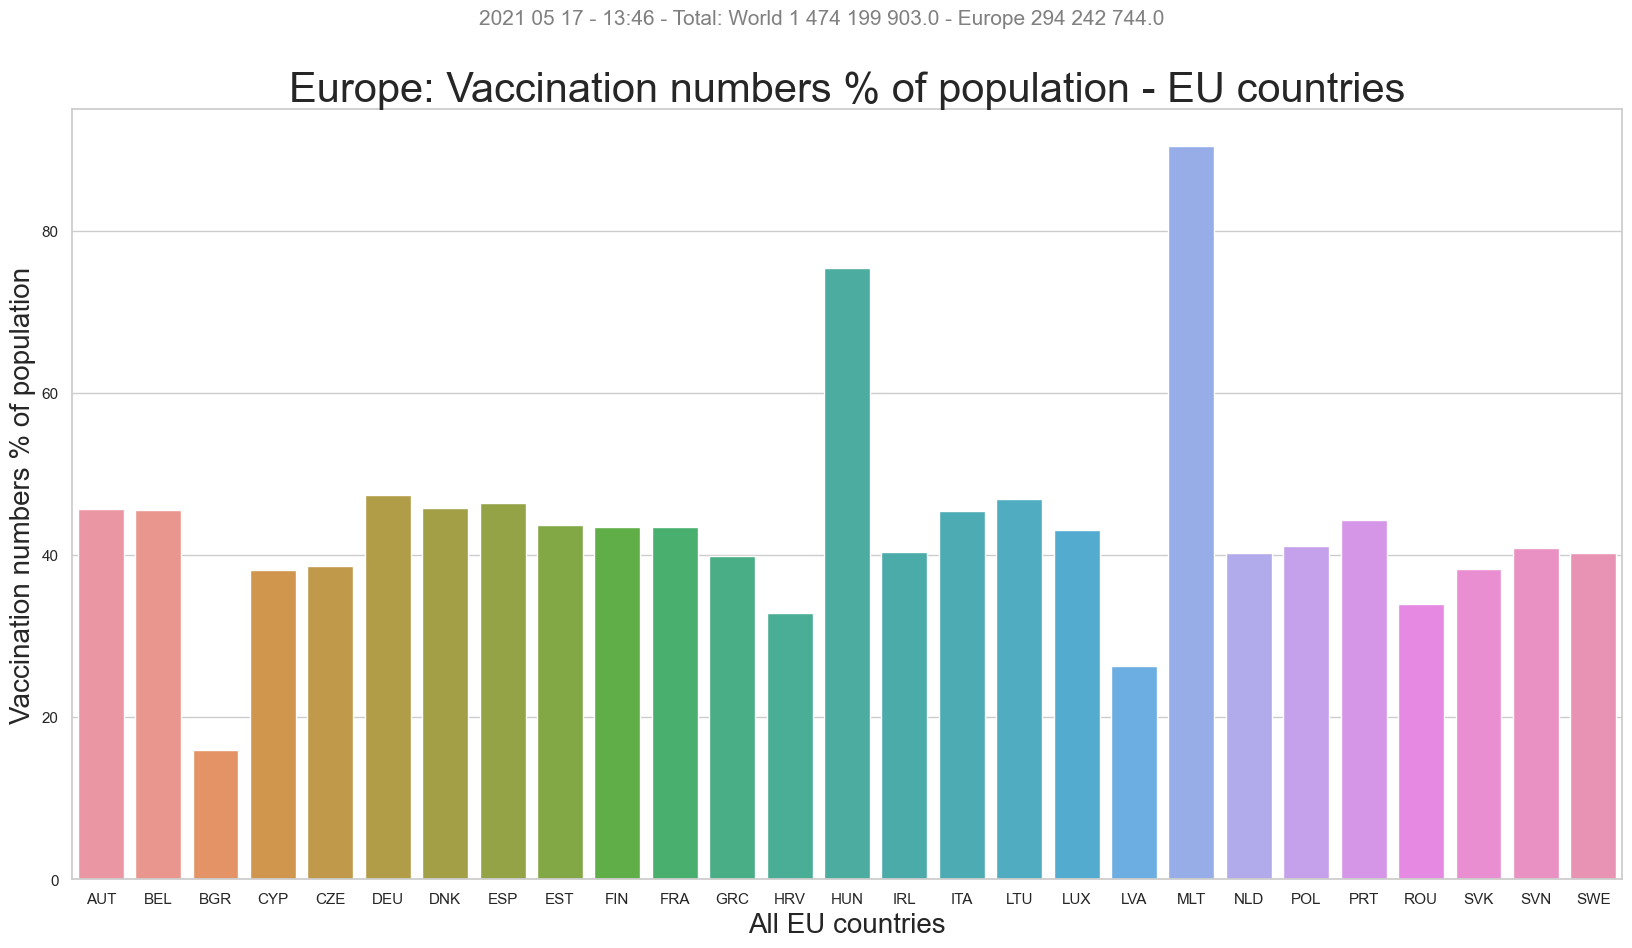 2021 05 17 - 13:46 - Total: World 1 474 199 903.0 - Europe 294 242 744.0
Europe: Vaccination numbers % of population - EU countries
Vaccination numbers % of population
80
60
40
20
0
AUT BEL BGR CYP CZE DEU DNK ESP EST FIN FRA GRC HRV HUN IRL ITA LTU LUX LVA MLT NLD POL PRT ROU SVK SVN SWE
All EU countries